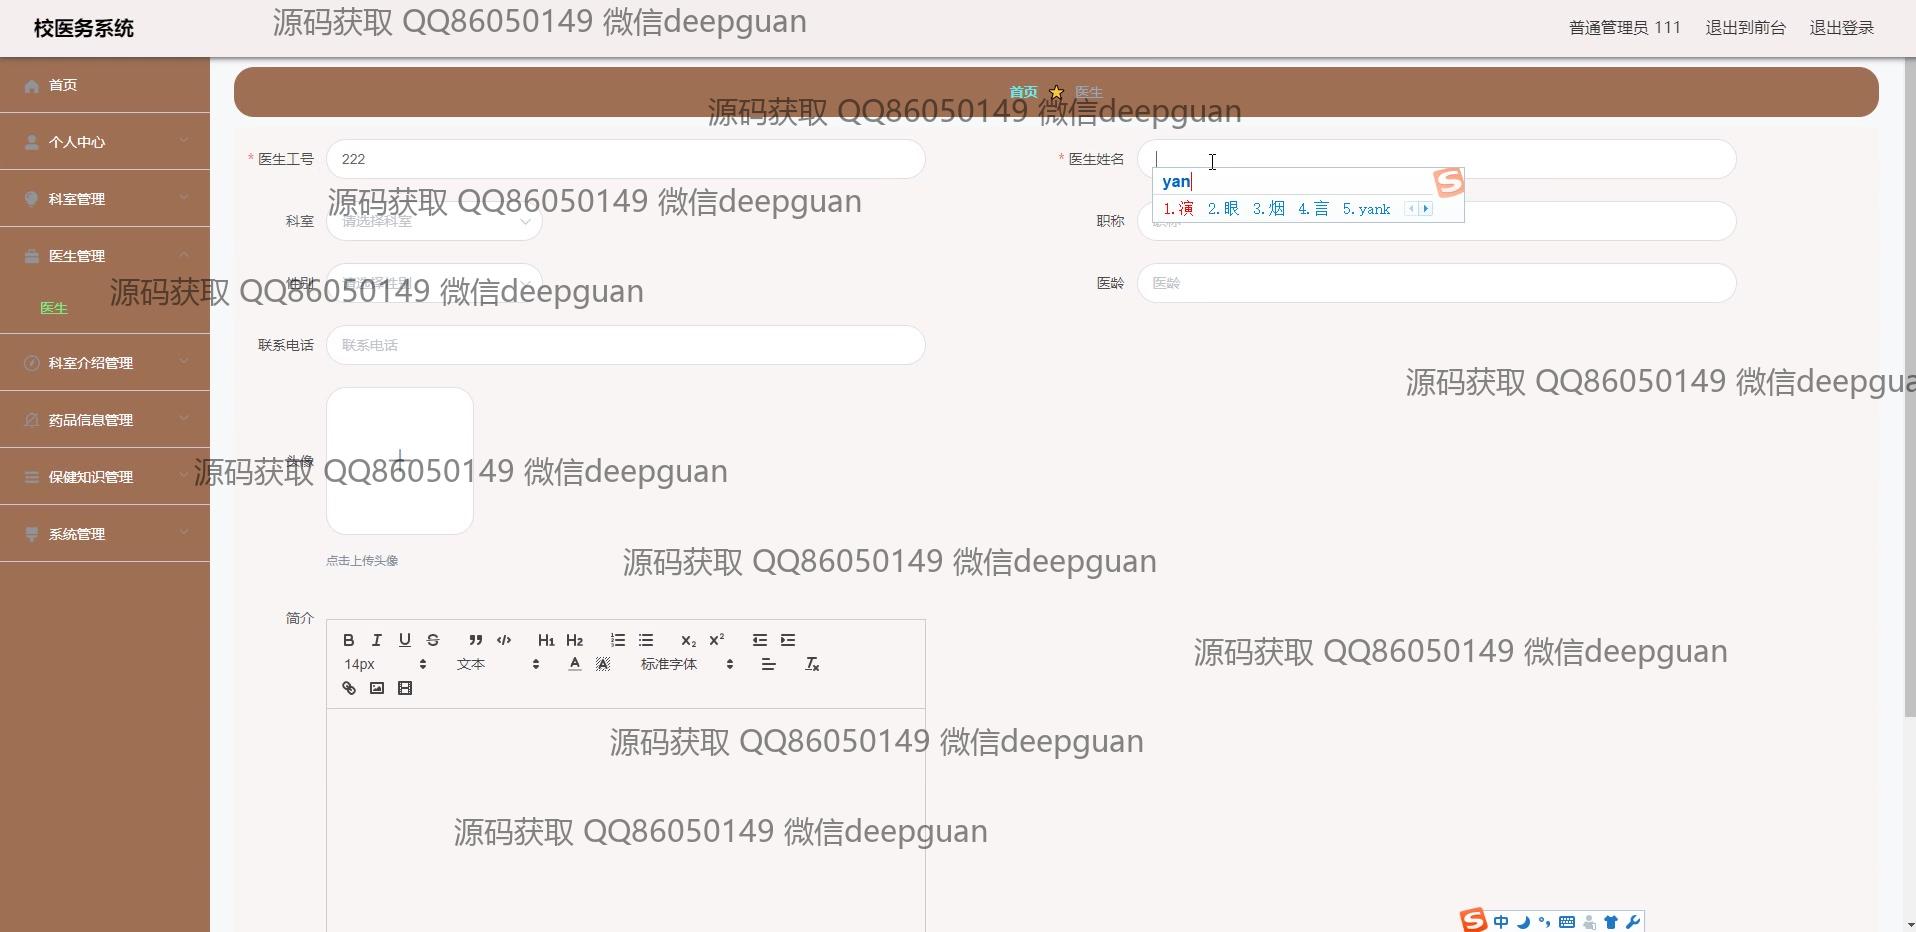 校医务系统
源码获取 QQ86050149 微信deepguan
普通管理员 111
退出到前台
退出登录
首页
个人中心
科室管理
医生管理
医生
科室介绍管理
药品信息管理
保健知识管理
系统管理
首页
医生
源码获取 QQ86050149 微信deepguan
* 医生工号
222
* 医生姓名
yan
1.演 2.眼 3.烟 4.言 5.yank
源码获取 QQ86050149 微信deepguan
科室
请选择科室
职称
职称
性别
请选择性别
医龄
医龄
源码获取 QQ86050149 微信deepguan
联系电话
联系电话
源码获取 QQ86050149 微信deepgua
头像
源码获取 QQ86050149 微信deepguan
点击上传头像
源码获取 QQ86050149 微信deepguan
简介
B I U S H1 H2 X2 X2
14px 文本 A A 标准字体 Tx
源码获取 QQ86050149 微信deepguan
源码获取 QQ86050149 微信deepguan
源码获取 QQ86050149 微信deepguan
中